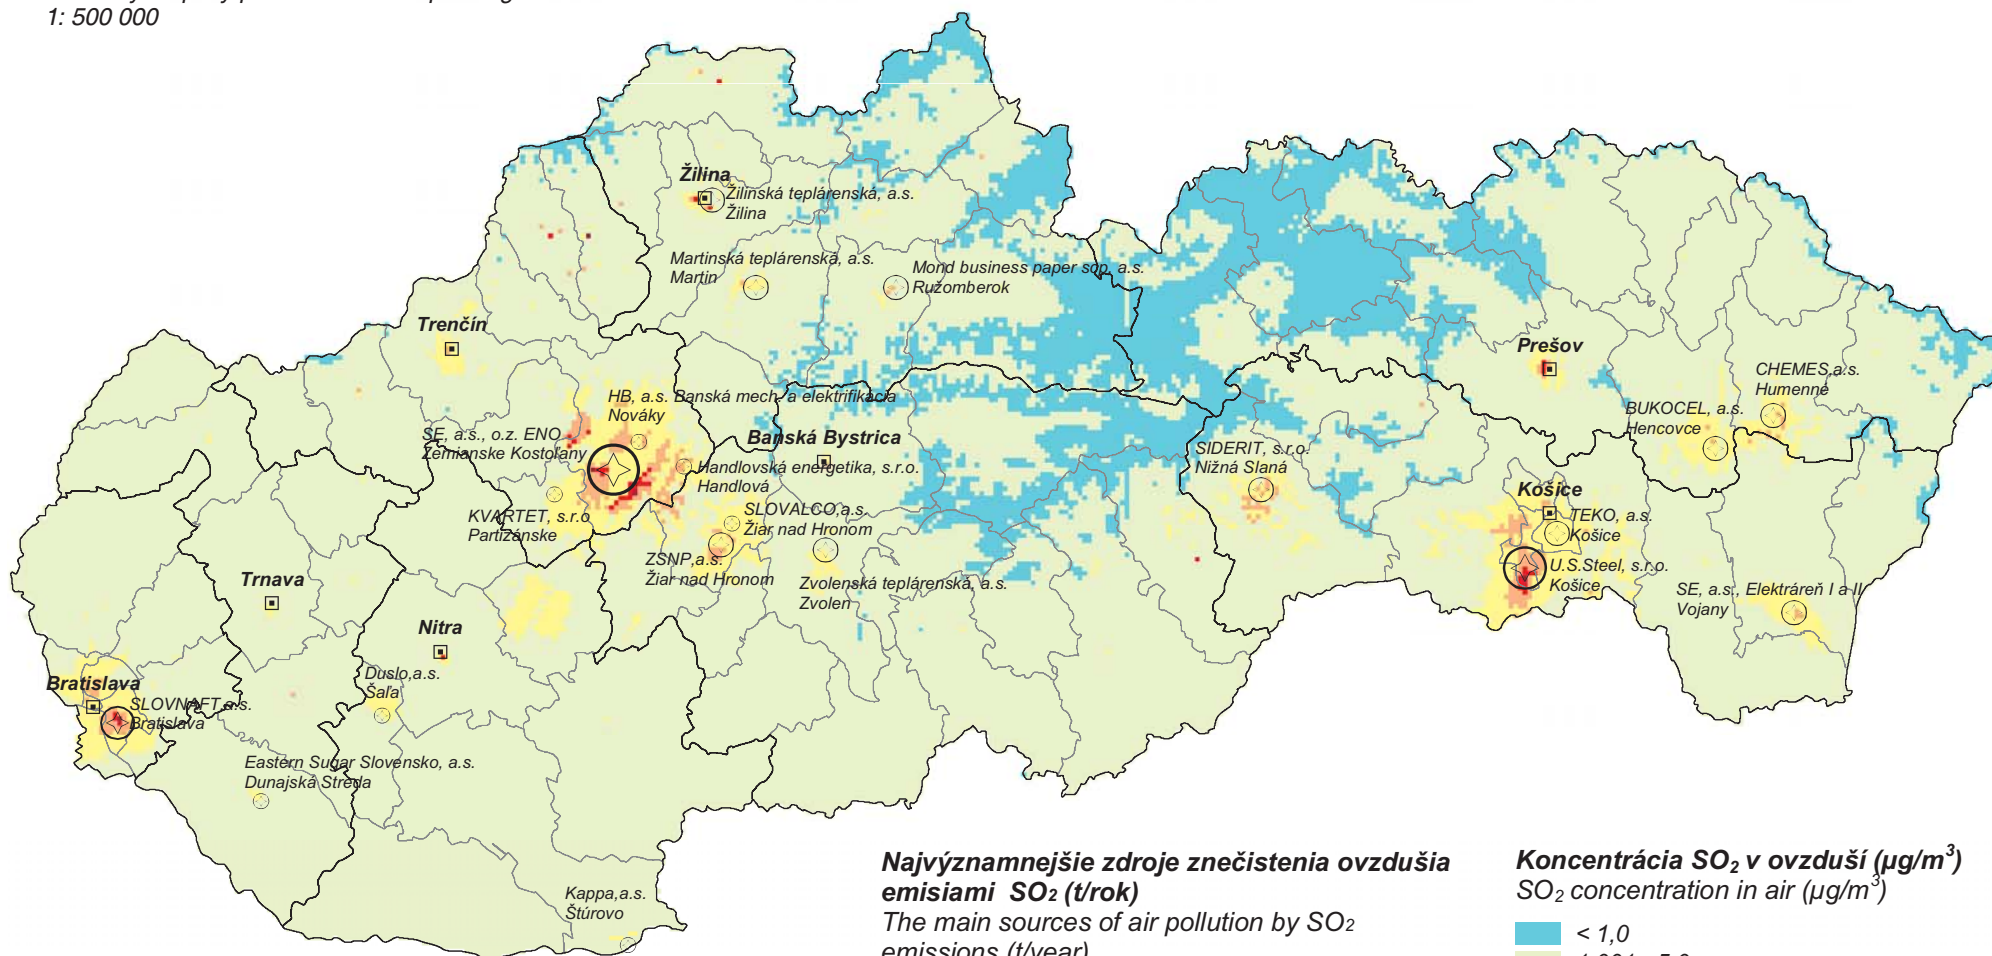 1: 500 000
Žilina
Žilinská teplárenská, a.s.
Žilina
Martinská teplárenská, a.s.
Martin
Mond business paper scp, a.s.
Ružomberok
Trenčín
Prešov
CHEMES,a.s.
Humenné
HB, a.s. Banská mech. a elektrifikácia
Nováky
BUKOCEL, a.s.
Hencovce
SE, a.s., o.z. ENO
Zemianske Kostoľany
Banská Bystrica
SIDERIT, s.r.o.
Nižná Slaná
Handlovská energetika, s.r.o.
Handlová
Košice
KVARTET, s.r.o
Partizánske
SLOVALCO,a.s.
Žiar nad Hronom
TEKO, a.s.
Košice
ZSNP,a.s.
Žiar nad Hronom
Zvolenská teplárenská, a.s.
Zvolen
U.S.Steel, s.r.o.
Košice
Trnava
SE, a.s., Elektráreň I a II
Vojany
Nitra
Duslo,a.s.
Šaľa
Bratislava
SLOVNAFT,a.s.
Bratislava
Eastern Sugar Slovensko, a.s.
Dunajská Streda
Kappa,a.s.
Štúrovo
Najvýznamnejšie zdroje znečistenia ovzdušia
emisiami SO₂ (t/rok)
The main sources of air pollution by SO₂
emissions (t/year)
Koncentrácia SO₂ v ovzduší (µg/m³)
SO₂ concentration in air (µg/m³)
< 1,0